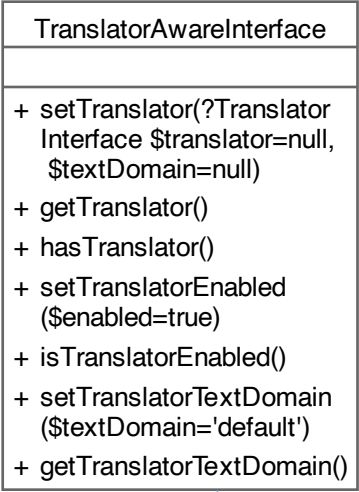 TranslatorAwareInterface
+ setTranslator(?Translator
Interface $translator=null,
$textDomain=null)
+ getTranslator()
+ hasTranslator()
+ setTranslatorEnabled
($enabled=true)
+ isTranslatorEnabled()
+ setTranslatorTextDomain
($textDomain='default')
+ getTranslatorTextDomain()